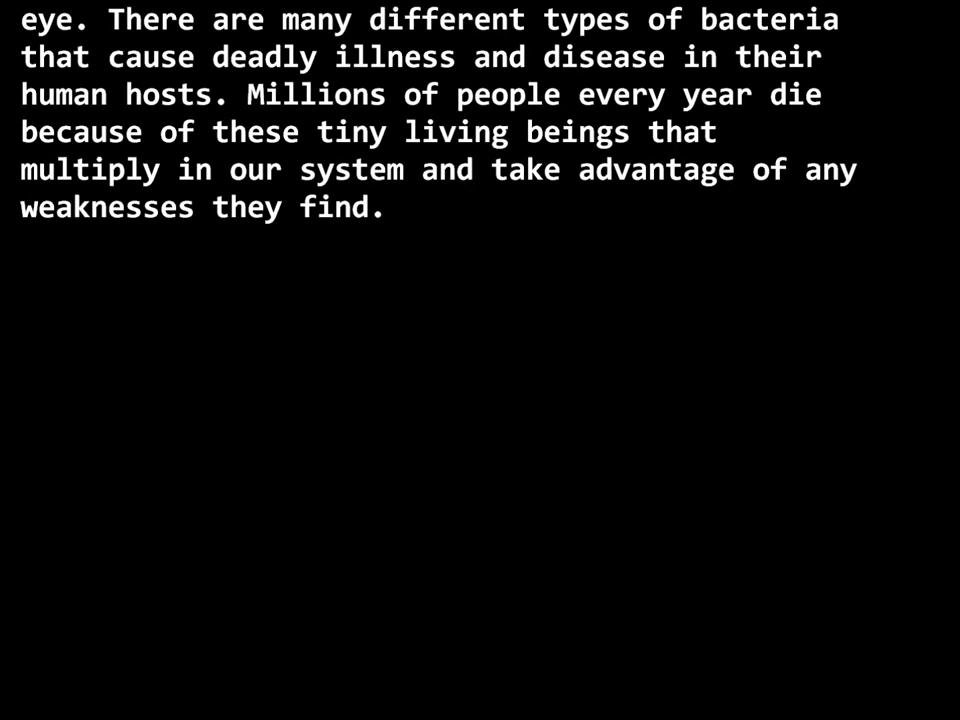 eye. There are many different types of bacteria
that cause deadly illness and disease in their
human hosts. Millions of people every year die
because of these tiny living beings that
multiply in our system and take advantage of any
weaknesses they find.